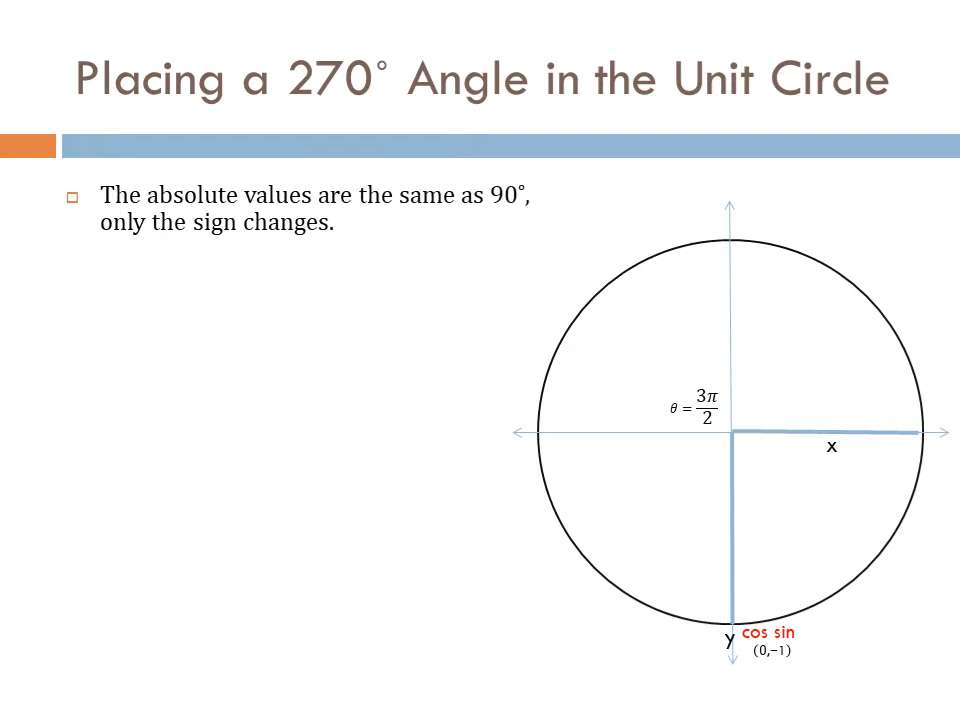 Placing a 270˚ Angle in the Unit Circle
The absolute values are the same as 90˚,
only the sign changes.
θ = 3π/2
x
y
cos sin
(0,−1)